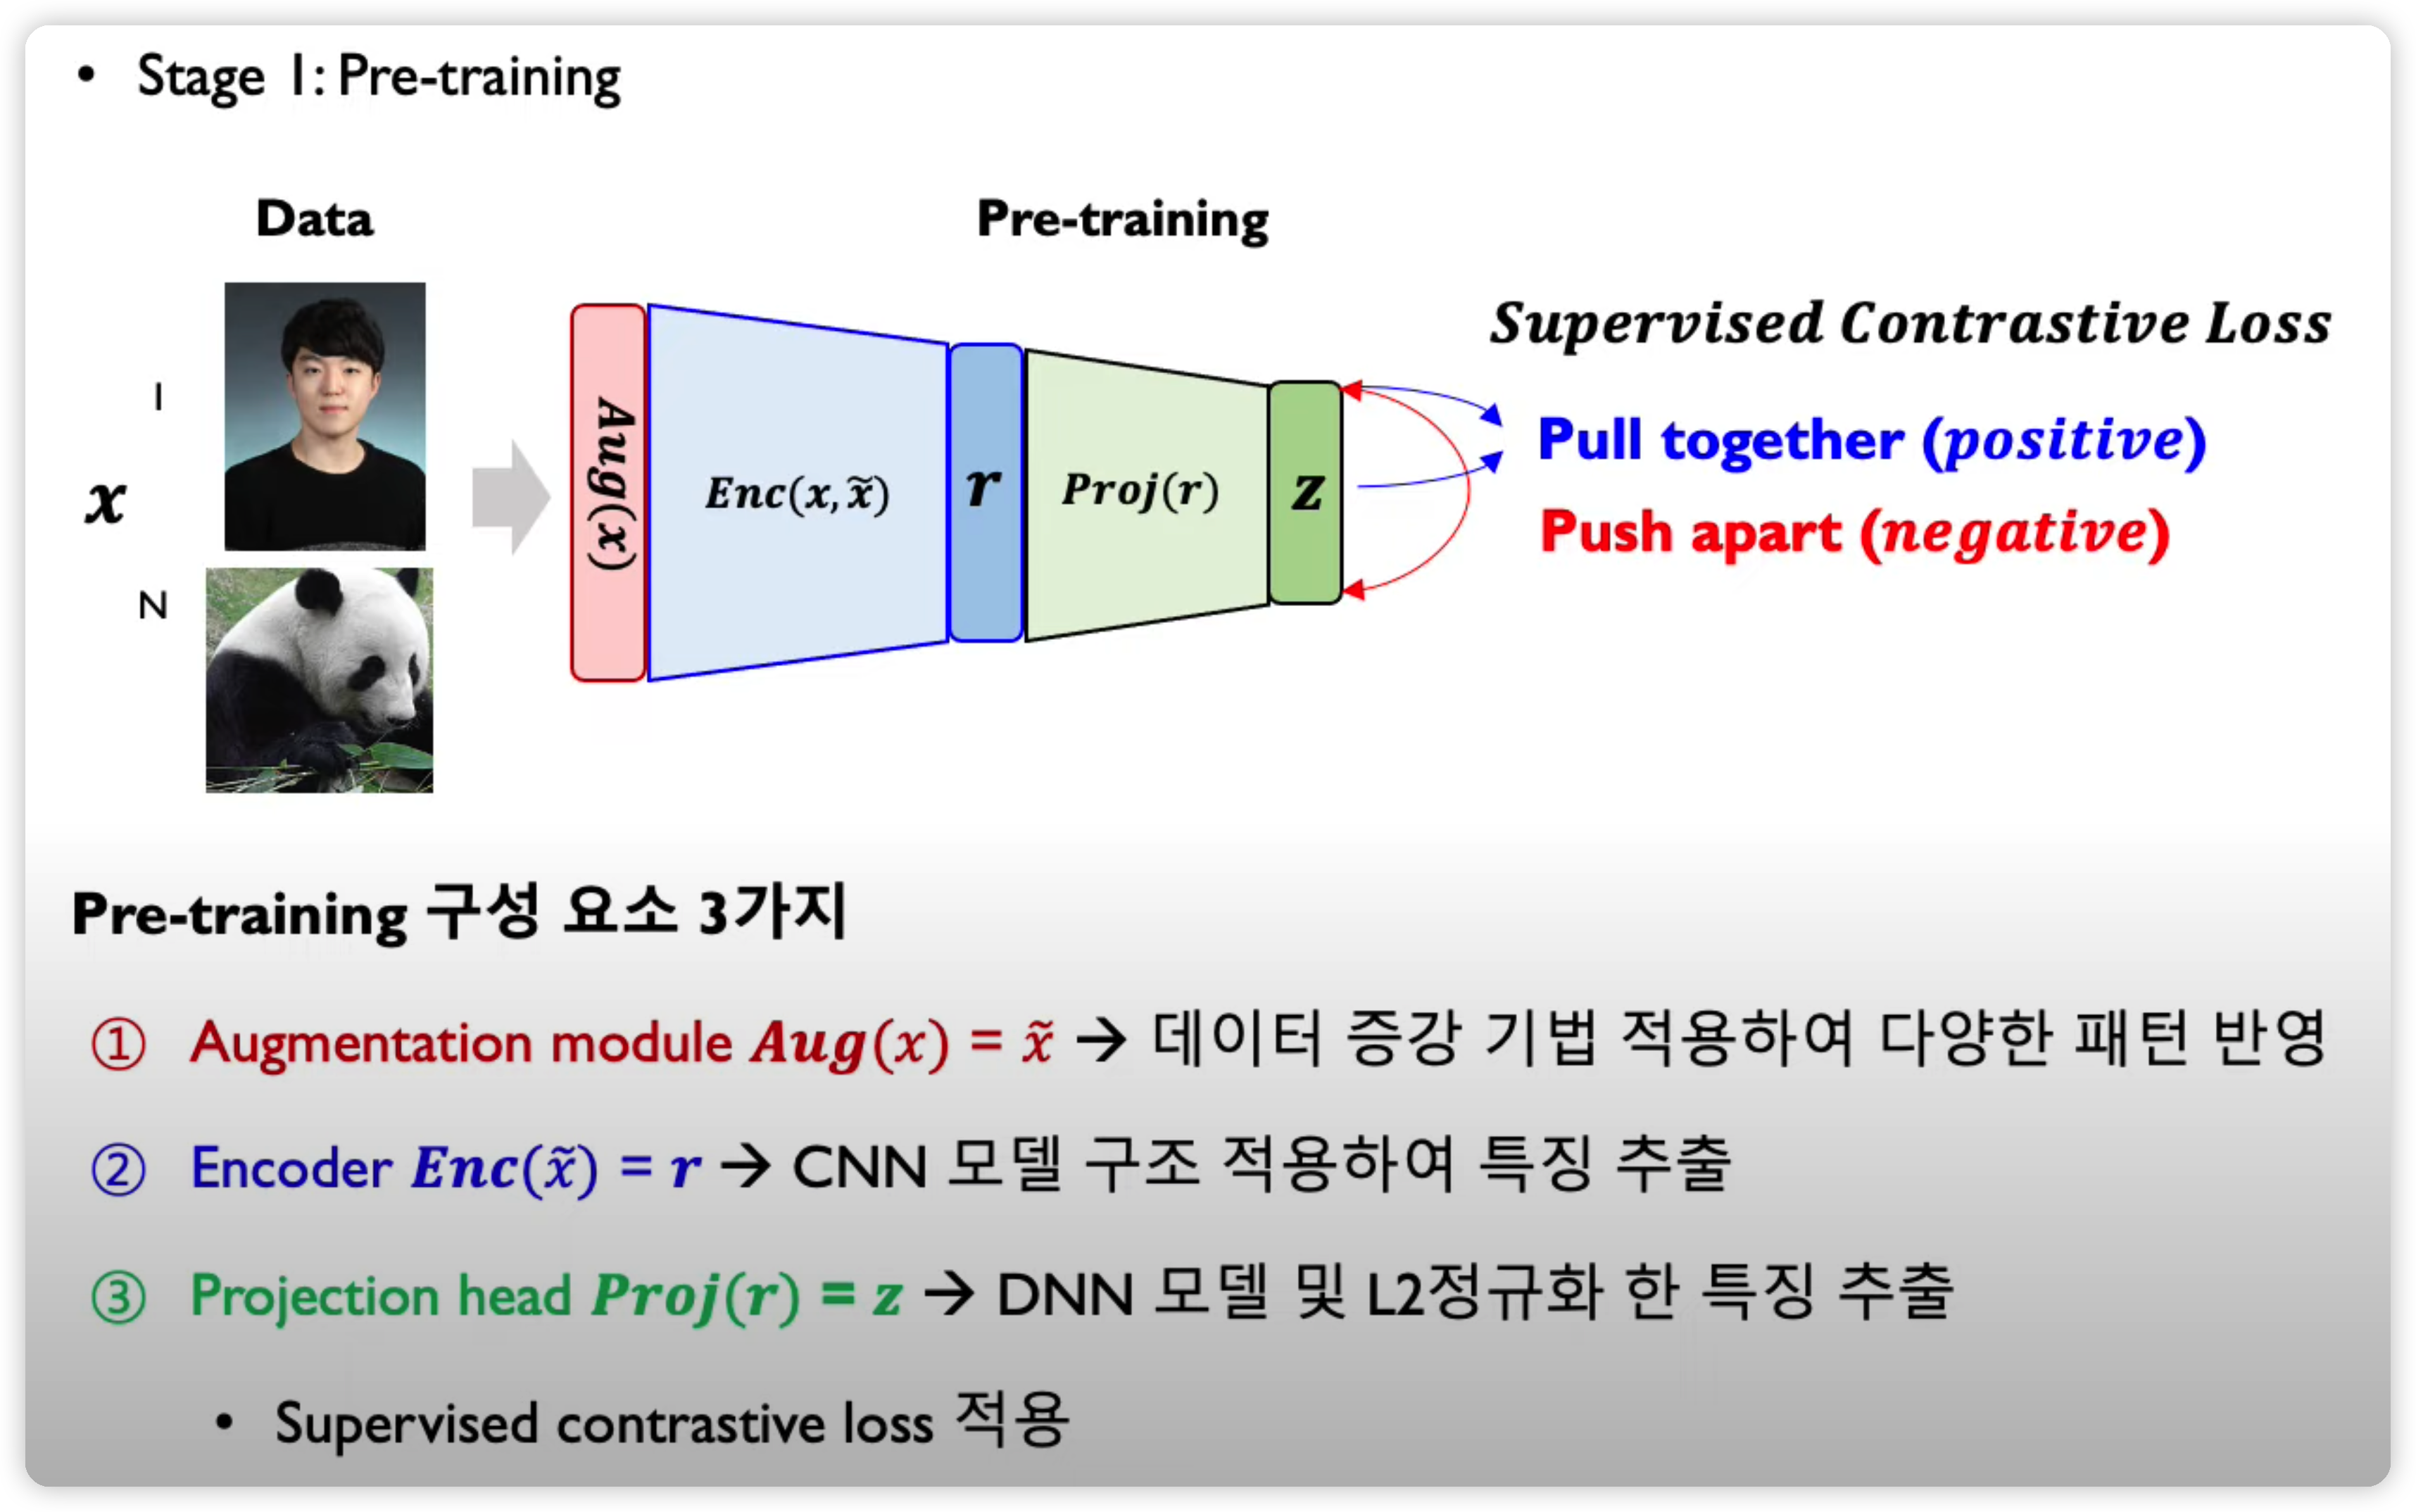 • Stage 1: Pre-training
Data
Pre-training
1
x
N
Aug(x)
Enc(x, x̃)
r
Proj(r)
z
Supervised Contrastive Loss
Pull together (positive)
Push apart (negative)
Pre-training 구성 요소 3가지
① Augmentation module Aug(x) = x̃ → 데이터 증강 기법 적용하여 다양한 패턴 반영
② Encoder Enc(x̃) = r → CNN 모델 구조 적용하여 특징 추출
③ Projection head Proj(r) = z → DNN 모델 및 L2정규화 한 특징 추출
• Supervised contrastive loss 적용